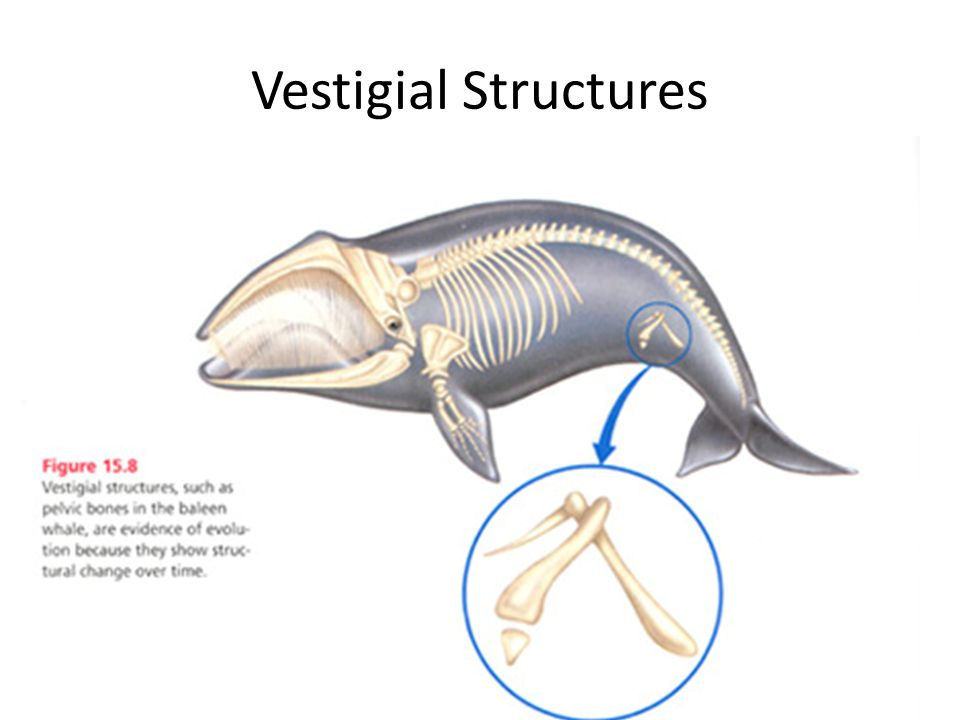 Vestigial Structures
Figure 15.8
Vestigial structures, such as
pelvic bones in the baleen
whale, are evidence of evolu-
tion because they show struc-
tural change over time.